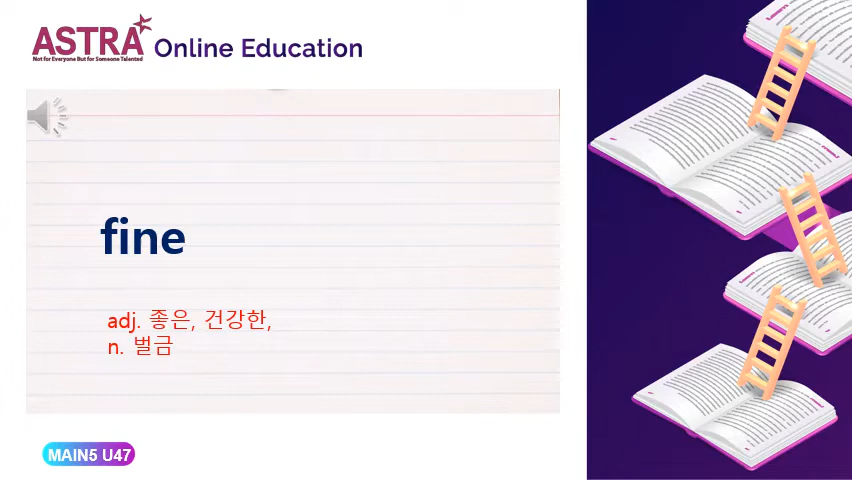 ASTRA
Not for Everyone But for Someone Talented
Online Education
fine
adj. 좋은, 건강한,
n. 벌금
MAIN5 U47